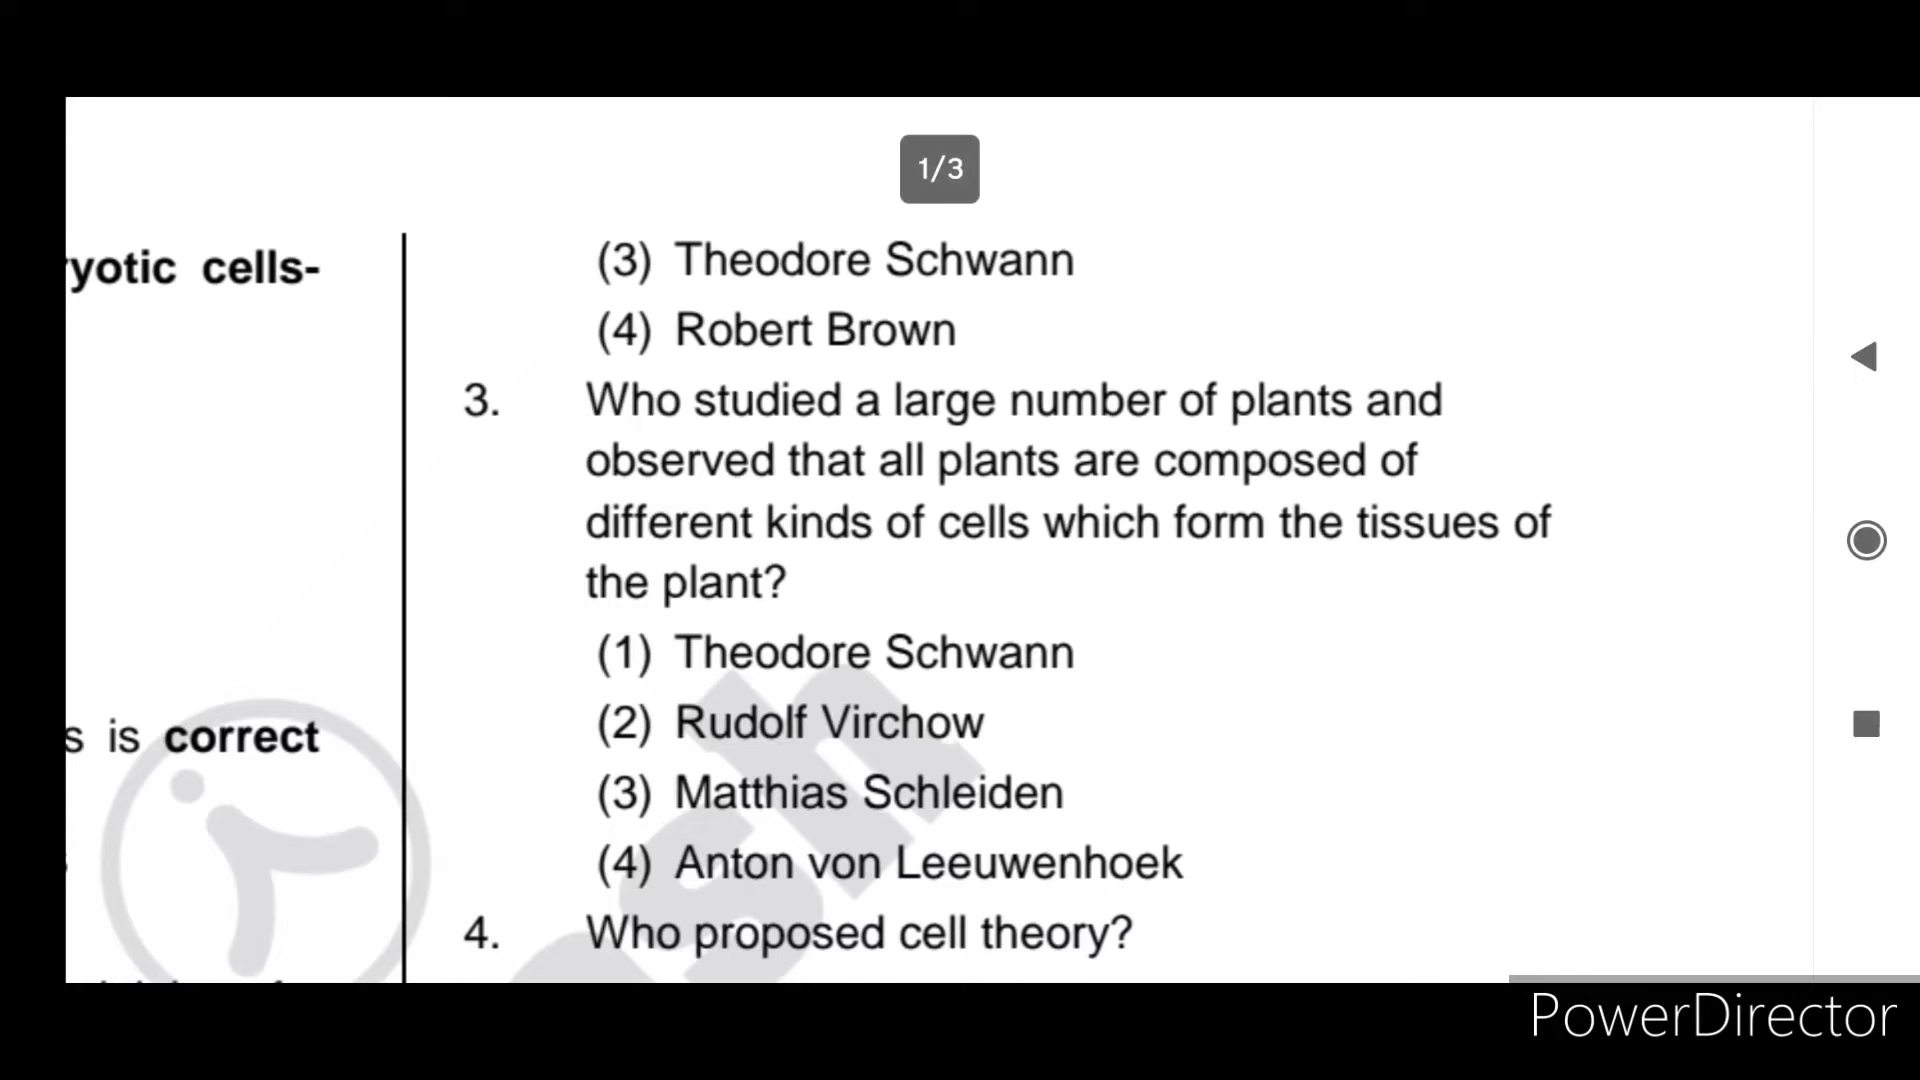 1/3
yotic cells-
s is correct
(3) Theodore Schwann
(4) Robert Brown
3. Who studied a large number of plants and
observed that all plants are composed of
different kinds of cells which form the tissues of
the plant?
(1) Theodore Schwann
(2) Rudolf Virchow
(3) Matthias Schleiden
(4) Anton von Leeuwenhoek
4. Who proposed cell theory?
PowerDirector